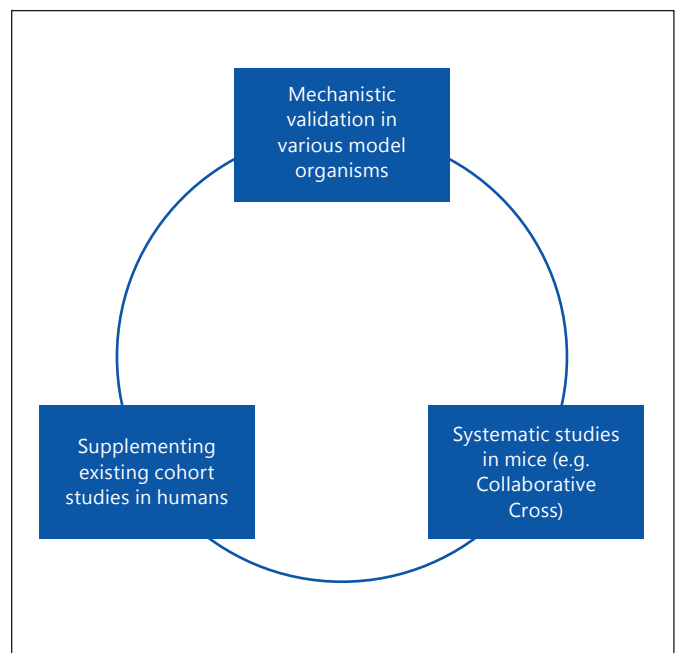 Mechanistic
validation in
various model
organisms
Supplementing
existing cohort
studies in humans
Systematic studies
in mice (e.g.
Collaborative
Cross)